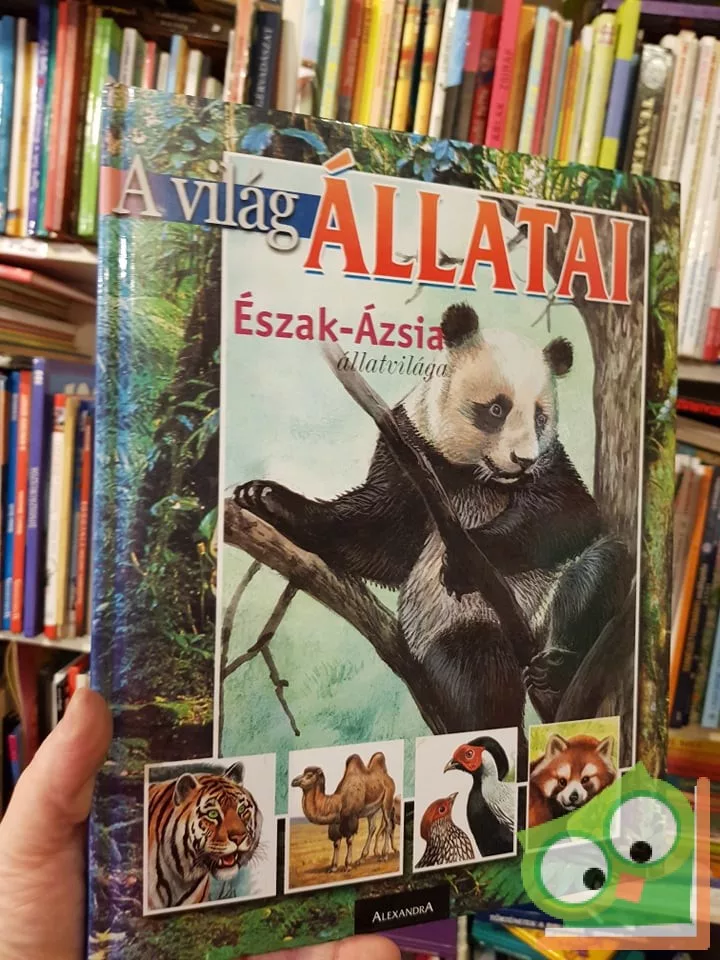 A világ ÁLLATAI
Észak-Ázsia
állatvilága
ALEXANDRA